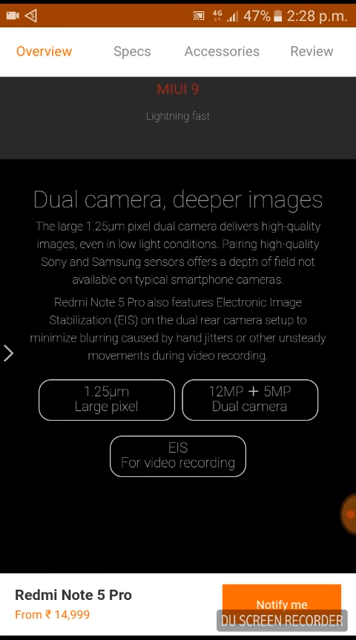 4G 47% 2:28 p.m.
Overview Specs Accessories Review
MIUI 9
Lightning fast
Dual camera, deeper images
The large 1.25µm pixel dual camera delivers high-quality
images, even in low light conditions. Pairing high-quality
Sony and Samsung sensors offers a depth of field not
available on typical smartphone cameras.
Redmi Note 5 Pro also features Electronic Image
Stabilization (EIS) on the dual rear camera setup to
minimize blurring caused by hand jitters or other unsteady
movements during video recording.
1.25µm
Large pixel
12MP + 5MP
Dual camera
EIS
For video recording
Redmi Note 5 Pro
From ₹ 14,999
Notify me
DU SCREEN RECORDER